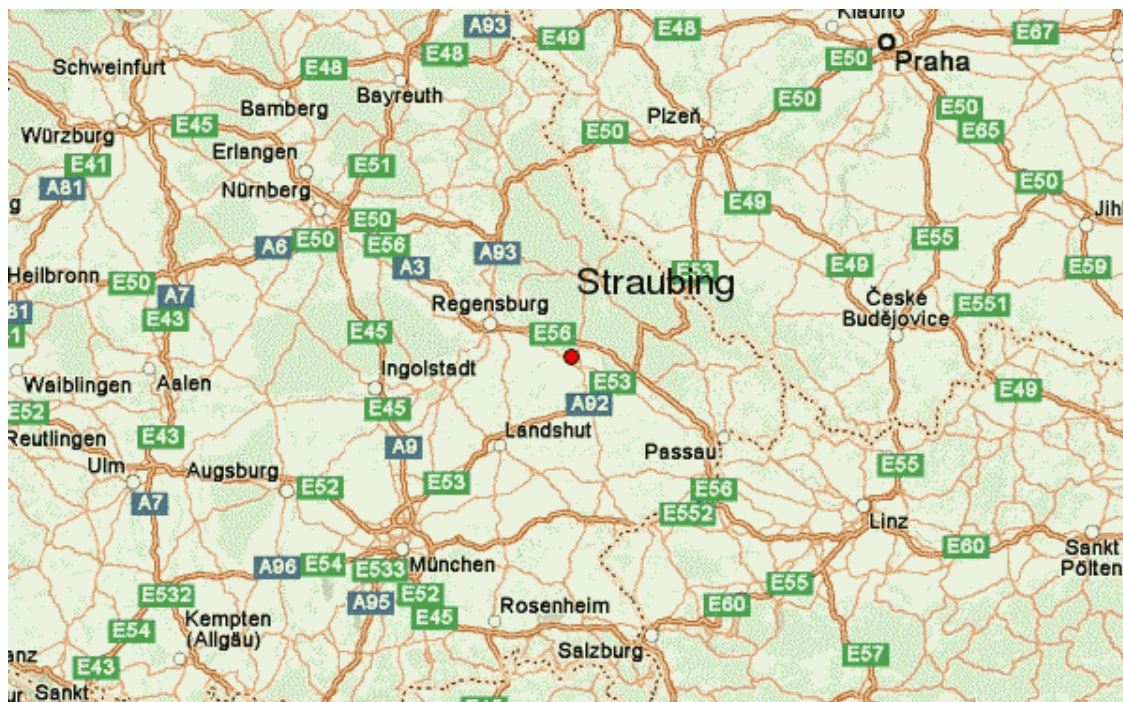 A93
E49
E48
Kladno
E67
E50
Praha
Schweinfurt
E48
E48
Bamberg
Bayreuth
E50
E50
Würzburg
E45
E50
Plzeň
E65
E41
Erlangen
E51
A81
Nürnberg
E49
E50
E50
A6
E50
E56
A93
E55
Heilbronn
E50
A3
Straubing
E53
E49
E59
A7
E43
Regensburg
České
Budějovice
E551
E45
E56
Ingolstadt
Waiblingen
Aalen
E53
E49
E52
E45
A92
Reutlingen
E43
A9
Landshut
Passau
Ulm
Augsburg
E52
E53
E55
A7
E56
E552
Linz
A96
E54
E533
München
E60
Sankt
Pölten
E532
A95
E52
E55
Kempten
(Allgäu)
E45
Rosenheim
E60
E54
Salzburg
E57
E43
Sankt